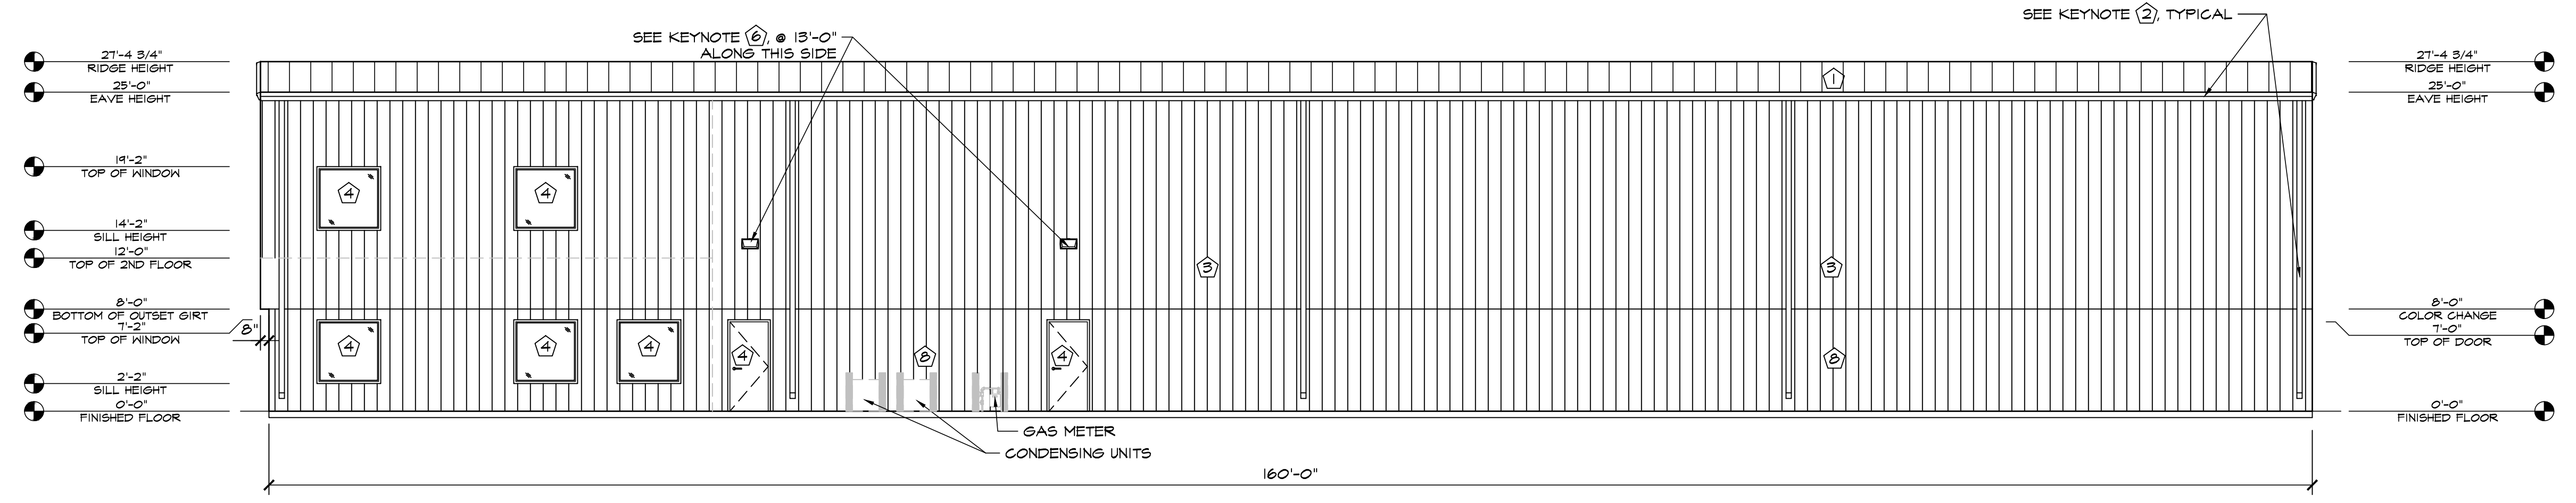 SEE KEYNOTE 2, TYPICAL
SEE KEYNOTE 6, @ 13'-0"
ALONG THIS SIDE
27'-4 3/4"
RIDGE HEIGHT
25'-0"
EAVE HEIGHT
19'-2"
TOP OF WINDOW
14'-2"
SILL HEIGHT
12'-0"
TOP OF 2ND FLOOR
8'-0"
BOTTOM OF OUTSET GIRT
7'-2"
TOP OF WINDOW
2'-2"
SILL HEIGHT
0'-0"
FINISHED FLOOR
8"
1
4
4
3
3
4
4
4
4
8
4
8
GAS METER
CONDENSING UNITS
160'-0"
27'-4 3/4"
RIDGE HEIGHT
25'-0"
EAVE HEIGHT
8'-0"
COLOR CHANGE
7'-0"
TOP OF DOOR
0'-0"
FINISHED FLOOR